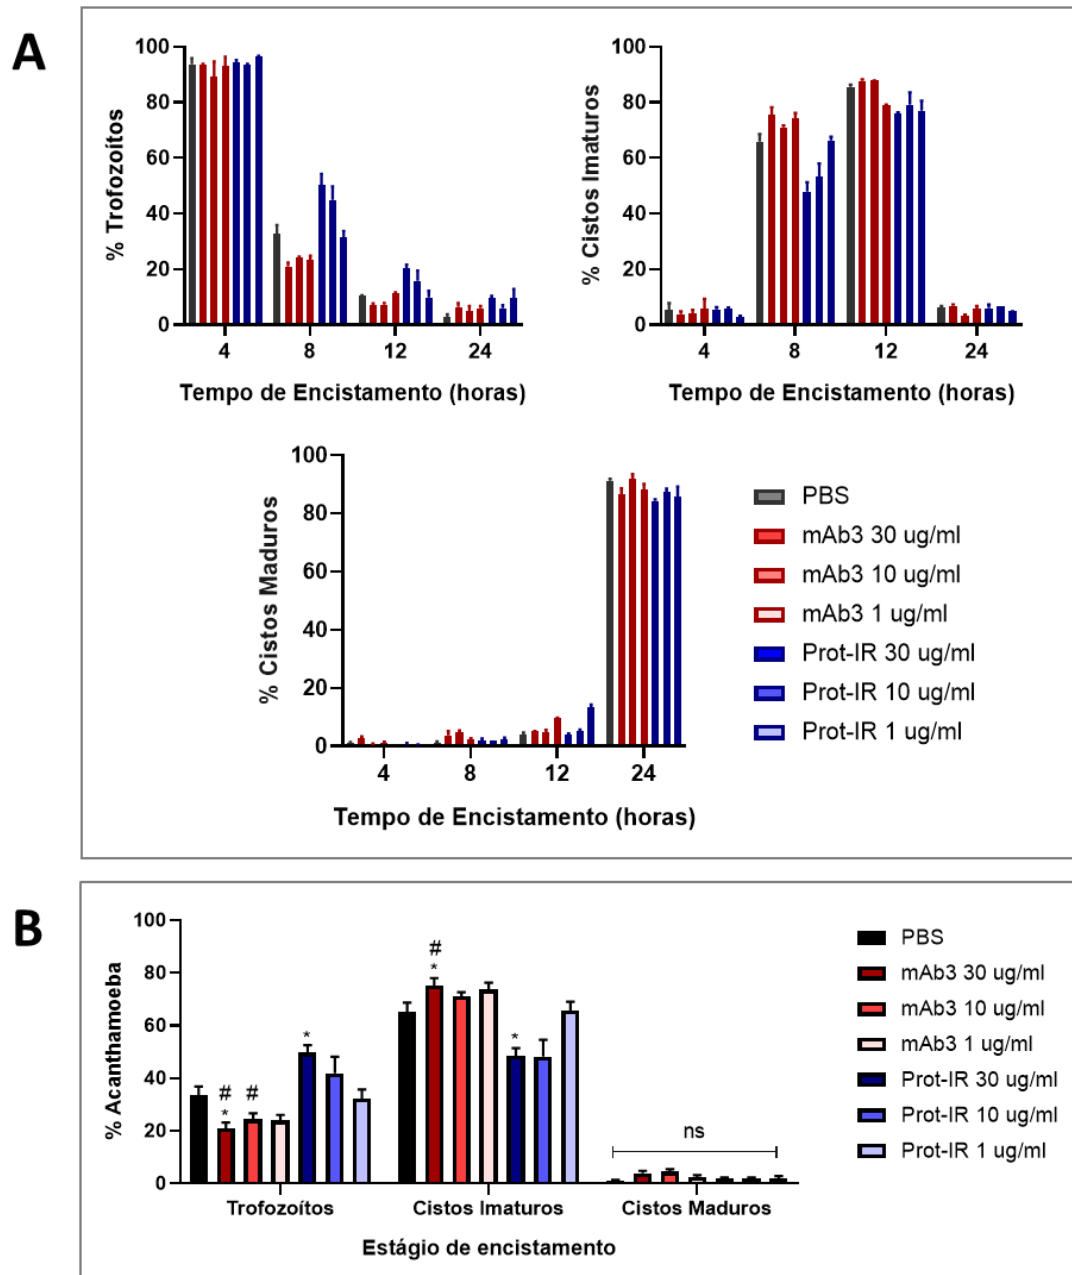 A
% Trofozoítos
100
80
60
40
20
0
4 8 12 24
Tempo de Encistamento (horas)
% Cistos Imaturos
100
80
60
40
20
0
4 8 12 24
Tempo de Encistamento (horas)
% Cistos Maduros
100
80
60
40
20
0
4 8 12 24
Tempo de Encistamento (horas)
PBS
mAb3 30 ug/ml
mAb3 10 ug/ml
mAb3 1 ug/ml
Prot-IR 30 ug/ml
Prot-IR 10 ug/ml
Prot-IR 1 ug/ml
B
% Acanthamoeba
100
80
60
40
20
0
# #
* *
#
* *
ns
Trofozoítos Cistos Imaturos Cistos Maduros
Estágio de encistamento
PBS
mAb3 30 ug/ml
mAb3 10 ug/ml
mAb3 1 ug/ml
Prot-IR 30 ug/ml
Prot-IR 10 ug/ml
Prot-IR 1 ug/ml